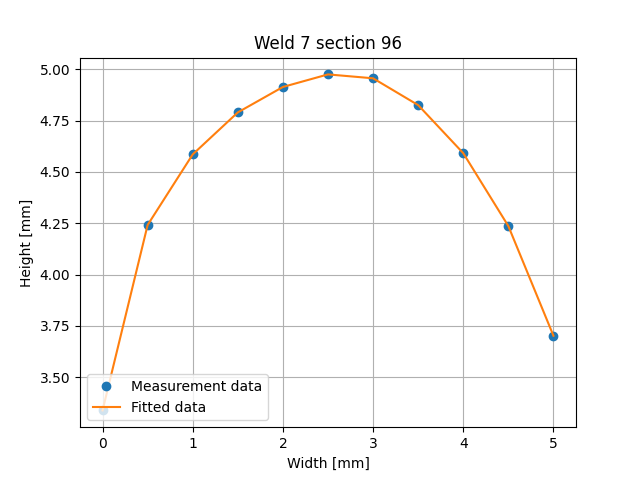 Weld 7 section 96
Height [mm]
5.00
4.75
4.50
4.25
4.00
3.75
3.50
Measurement data
Fitted data
0 1 2 3 4 5
Width [mm]